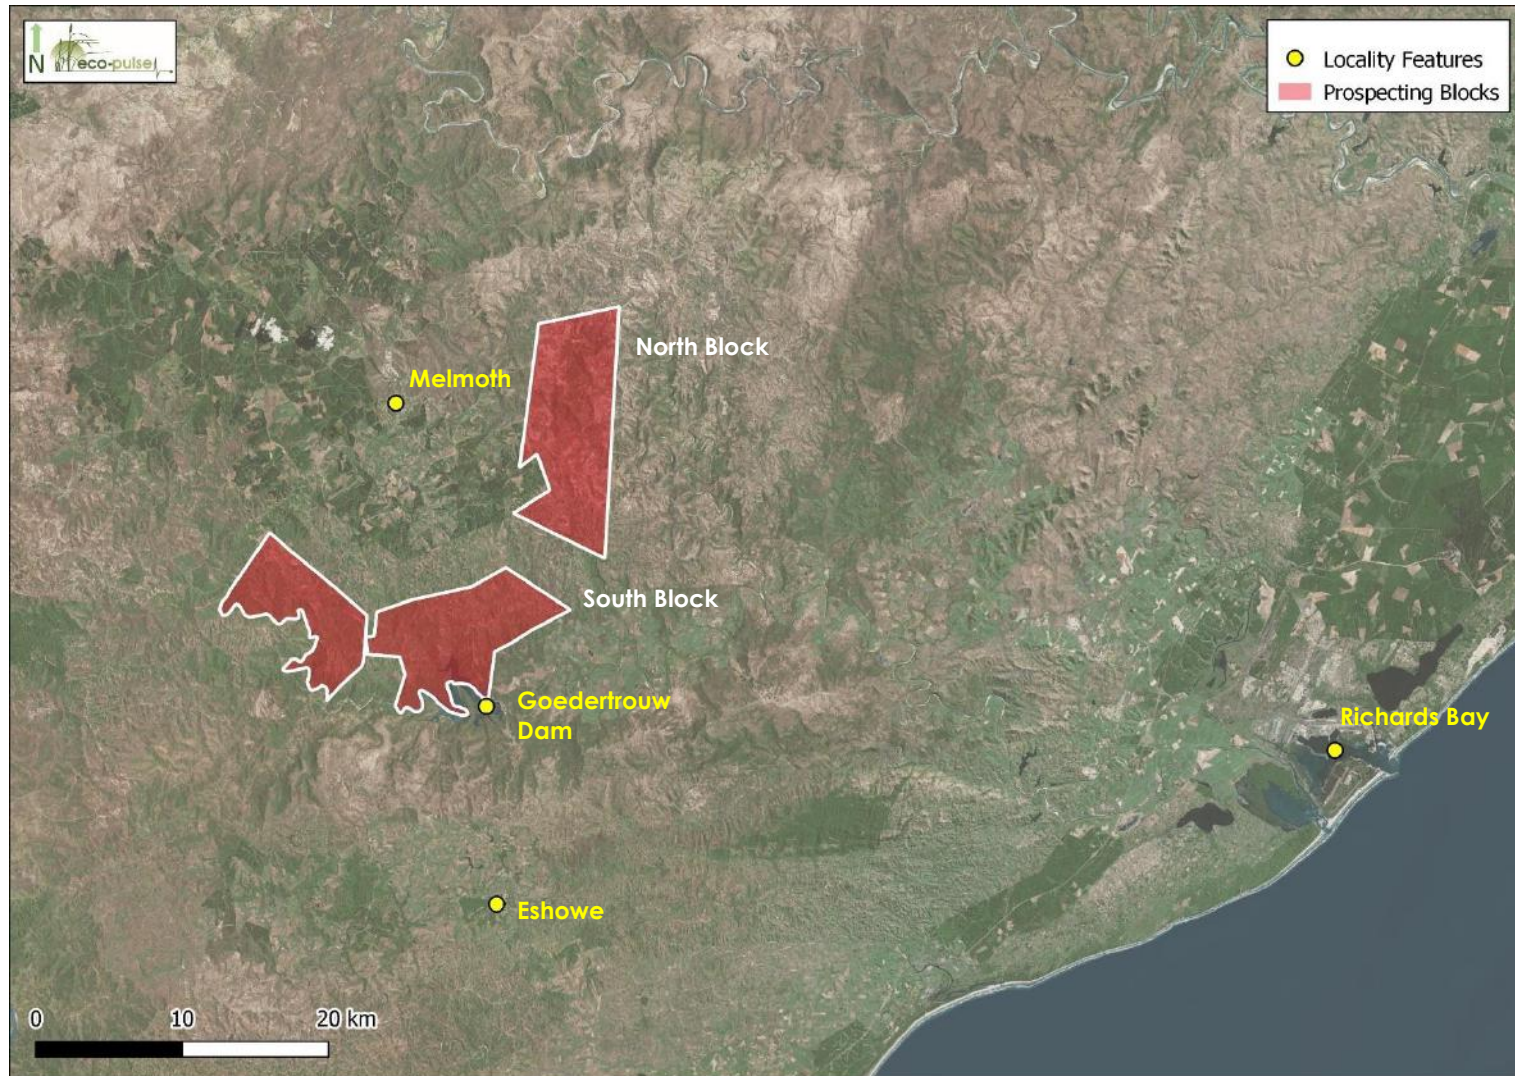 N
eco-pulse
Locality Features
Prospecting Blocks
North Block
Melmoth
South Block
Goedertrouw
Dam
Richards Bay
Eshowe
0 10 20 km